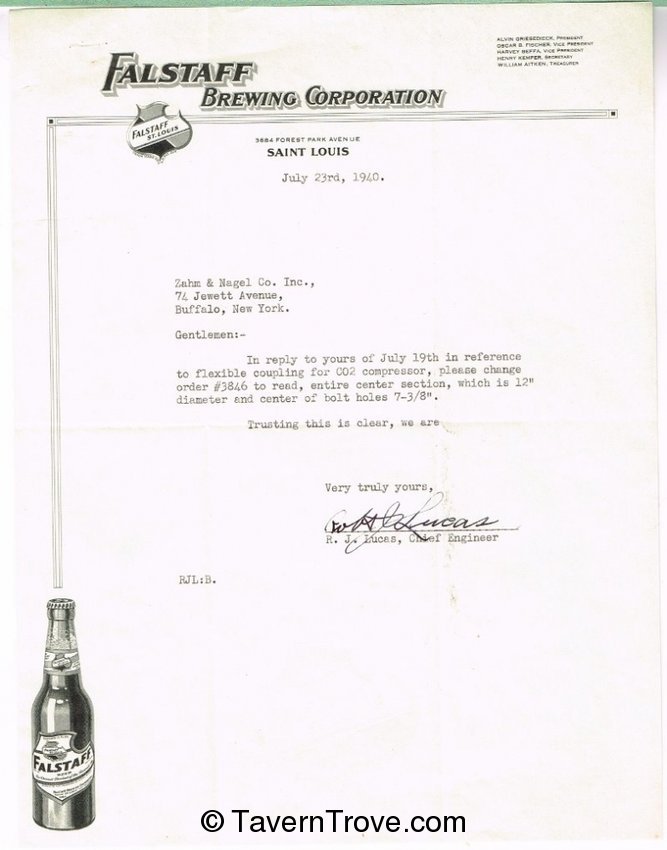 ALVIN GRIESEDIECK, PRESIDENT
OSCAR B. FISCHER, VICE PRESIDENT
HARVEY BEFFA, VICE PRESIDENT
HENRY KEMPER, SECRETARY
WILLIAM AITKEN, TREASURER
FALSTAFF
BREWING CORPORATION
FALSTAFF
ST. LOUIS
3684 FOREST PARK AVENUE
SAINT LOUIS
July 23rd, 1940.
Zahm & Nagel Co. Inc.,
74 Jewett Avenue,
Buffalo, New York.
Gentlemen:-
In reply to yours of July 19th in reference
to flexible coupling for CO2 compressor, please change
order #3846 to read, entire center section, which is 12"
diameter and center of bolt holes 7-3/8".
Trusting this is clear, we are
Very truly yours,
Robt J Lucas
R. J. Lucas, Chief Engineer
RJL:B.
FALSTAFF
BEER
© TavernTrove.com